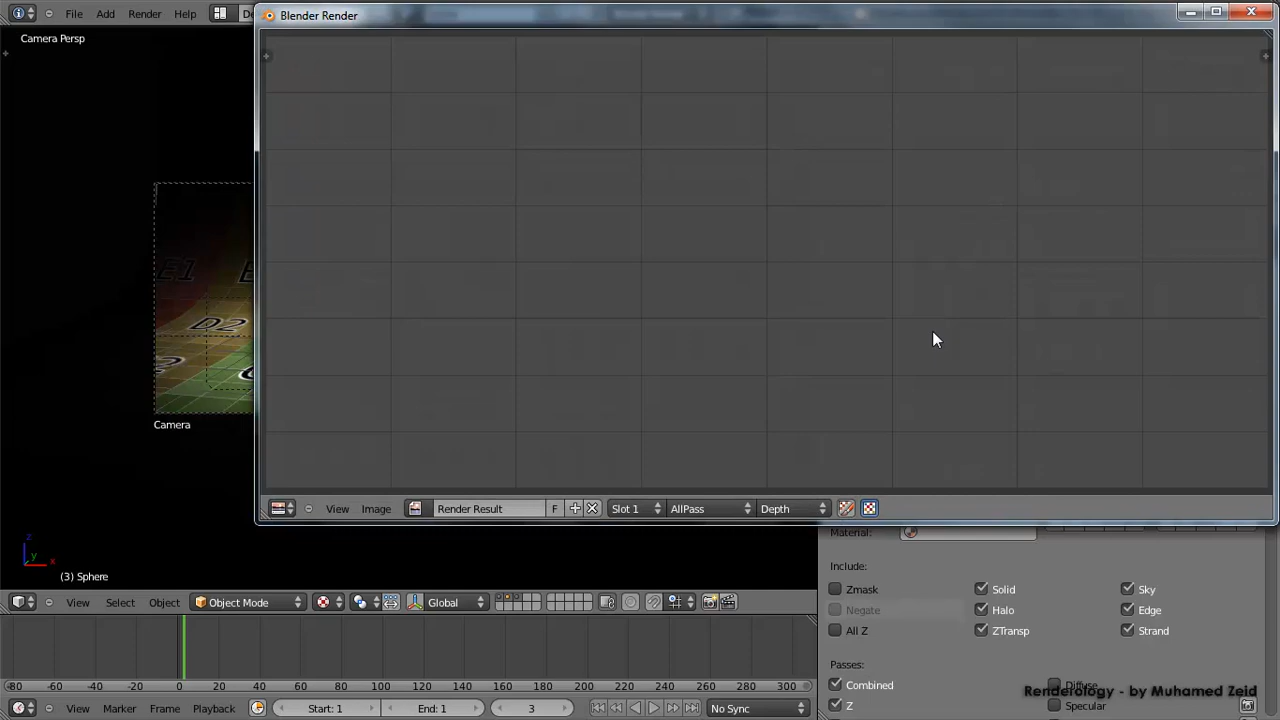 Blender Render
File Add Render Help
Camera Persp
E1
D2
Camera
View Image Render Result F Slot 1 AllPass Depth
Material:
Include:
Zmask Solid Sky
Negate Halo Edge
All Z ZTransp Strand
(3) Sphere
View Select Object Object Mode Global
-80 -60 -40 -20 0 20 40 60 80 100 120 140 160 180 200 220 240 260 280 300
View Marker Frame Playback Start: 1 End: 1 3 No Sync
Passes:
Combined Diffuse
Z Specular
Renderology - by Muhamed Zeid
z
y
x